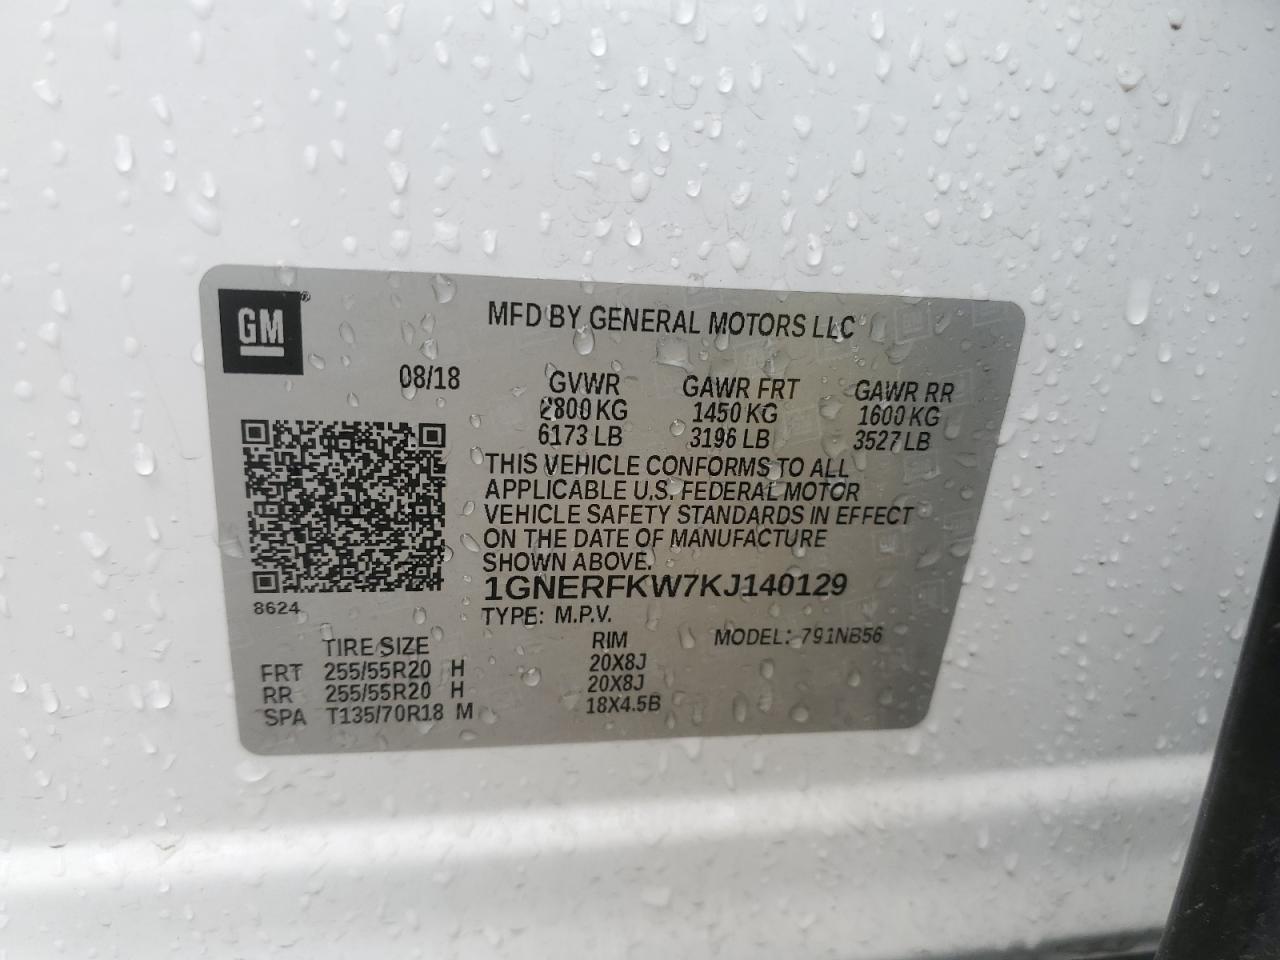 GM ®
MFD BY GENERAL MOTORS LLC
08/18 GVWR GAWR FRT GAWR RR
2800 KG 1450 KG 1600 KG
6173 LB 3196 LB 3527 LB
THIS VEHICLE CONFORMS TO ALL
APPLICABLE U.S. FEDERAL MOTOR
VEHICLE SAFETY STANDARDS IN EFFECT
ON THE DATE OF MANUFACTURE
SHOWN ABOVE.
1GNERFKW7KJ140129
8624
TYPE: M.P.V.
TIRE SIZE RIM MODEL: 791NB56
FRT 255/55R20 H 20X8J
RR 255/55R20 H 20X8J
SPA T135/70R18 M 18X4.5B